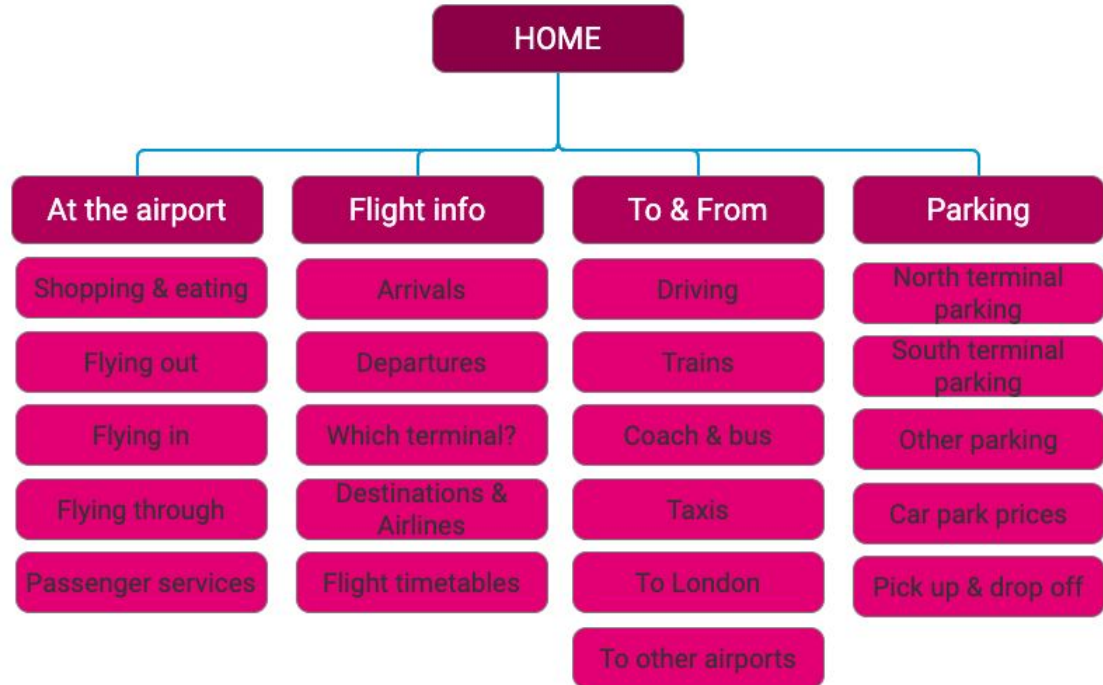 HOME
At the airport
Shopping & eating
Flying out
Flying in
Flying through
Passenger services
Flight info
Arrivals
Departures
Which terminal?
Destinations &
Airlines
Flight timetables
To & From
Driving
Trains
Coach & bus
Taxis
To London
To other airports
Parking
North terminal
parking
South terminal
parking
Other parking
Car park prices
Pick up & drop off